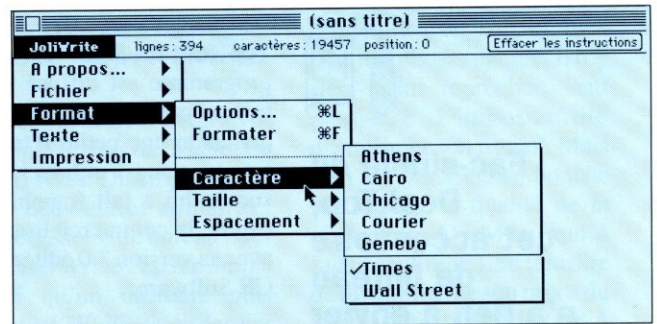 (sans titre)
JoliWrite lignes: 394 caractères: 19457 position: 0 Effacer les instructions
A propos...
Fichier
Format
Texte
Impression
Options... ⌘L
Formater ⌘F
Caractère
Taille
Espacement
Athens
Cairo
Chicago
Courier
Geneva
✓Times
Wall Street